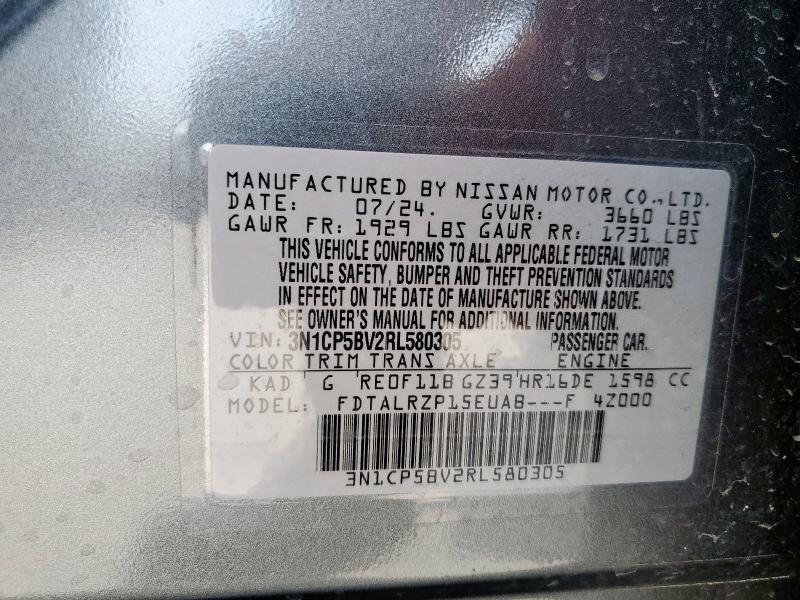 MANUFACTURED BY NISSAN MOTOR CO.,LTD.
DATE: 07/24. GVWR: 3660 LBS
GAWR FR: 1929 LBS GAWR RR: 1731 LBS
THIS VEHICLE CONFORMS TO ALL APPLICABLE FEDERAL MOTOR
VEHICLE SAFETY, BUMPER AND THEFT PREVENTION STANDARDS
IN EFFECT ON THE DATE OF MANUFACTURE SHOWN ABOVE.
SEE OWNER'S MANUAL FOR ADDITIONAL INFORMATION.
VIN: 3N1CP5BV2RL580305 PASSENGER CAR.
COLOR TRIM TRANS AXLE ENGINE
KAD G RE0F11B GZ39 HR16DE 1598 CC
MODEL: FDTALRZP15EUAB---F 4Z000
3N1CP5BV2RL580305